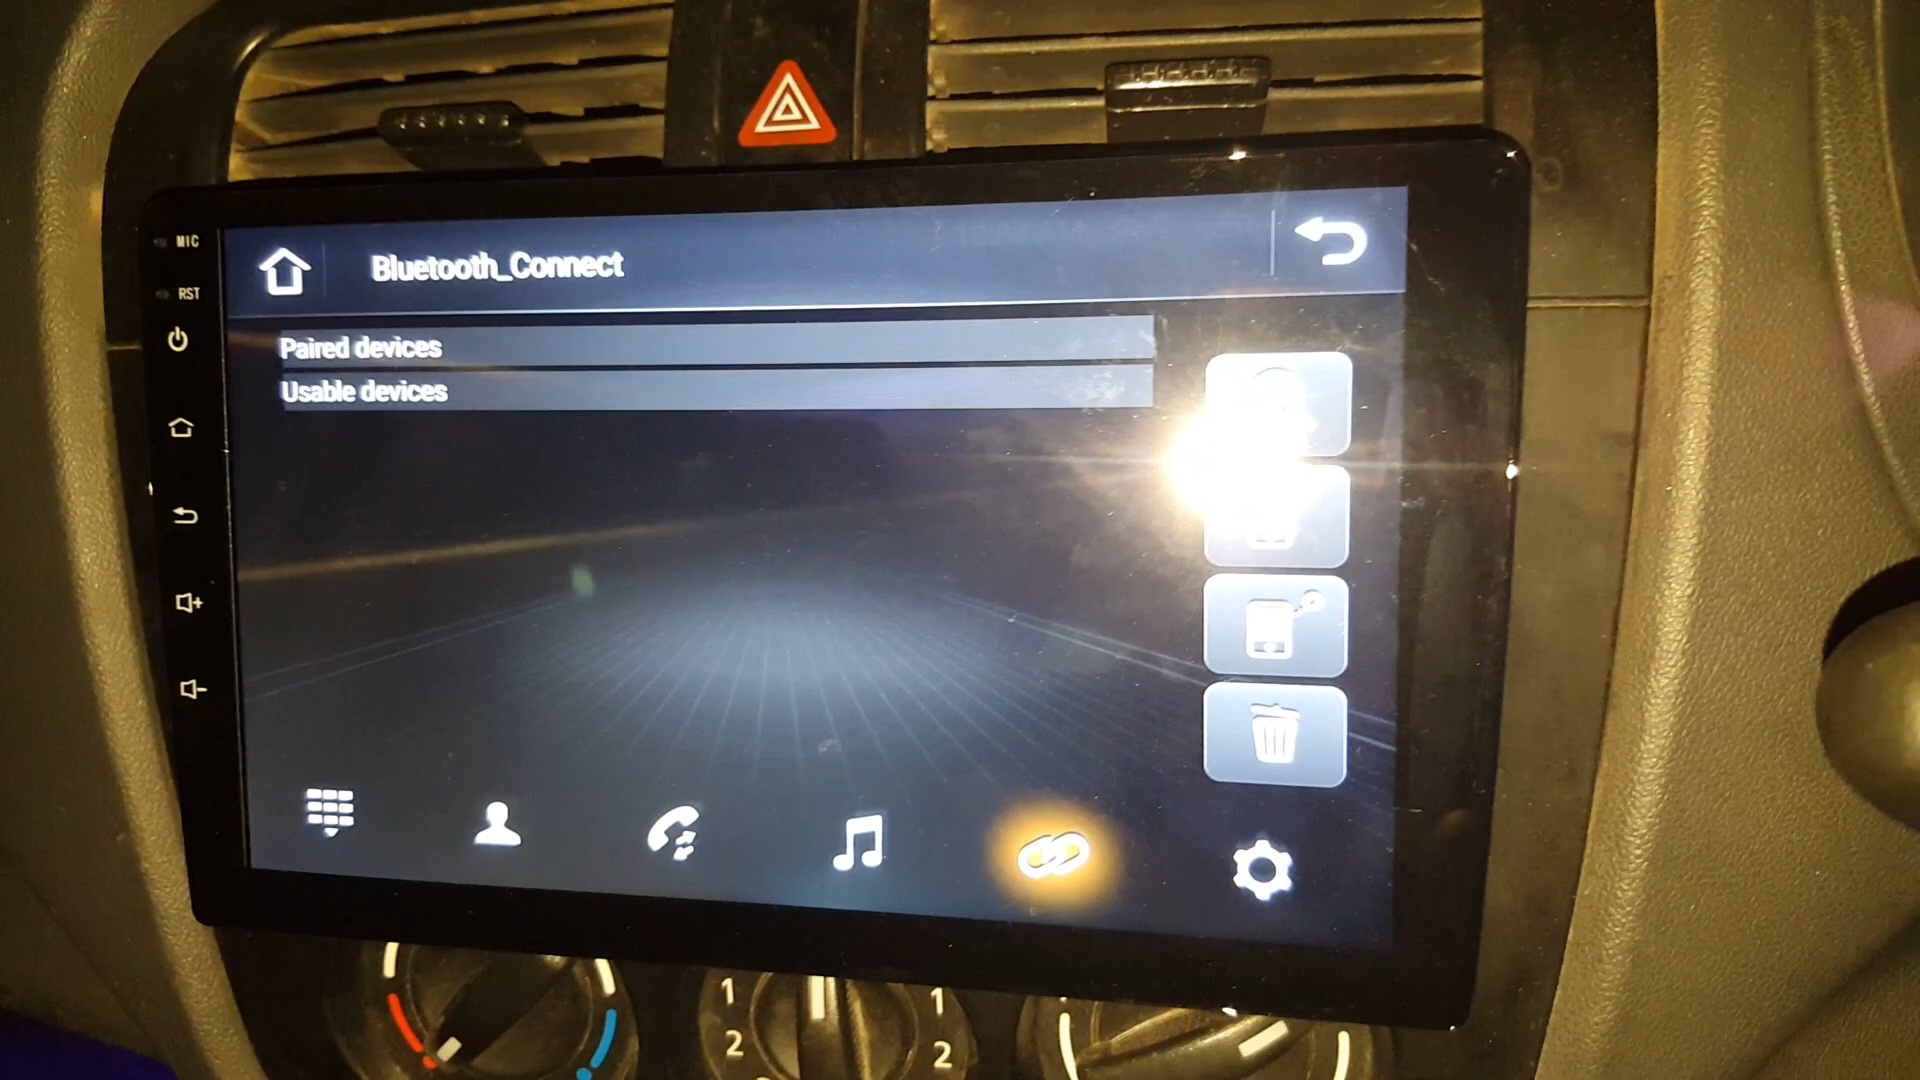 MIC
Bluetooth_Connect
RST
Paired devices
Usable devices
1
1
2
2